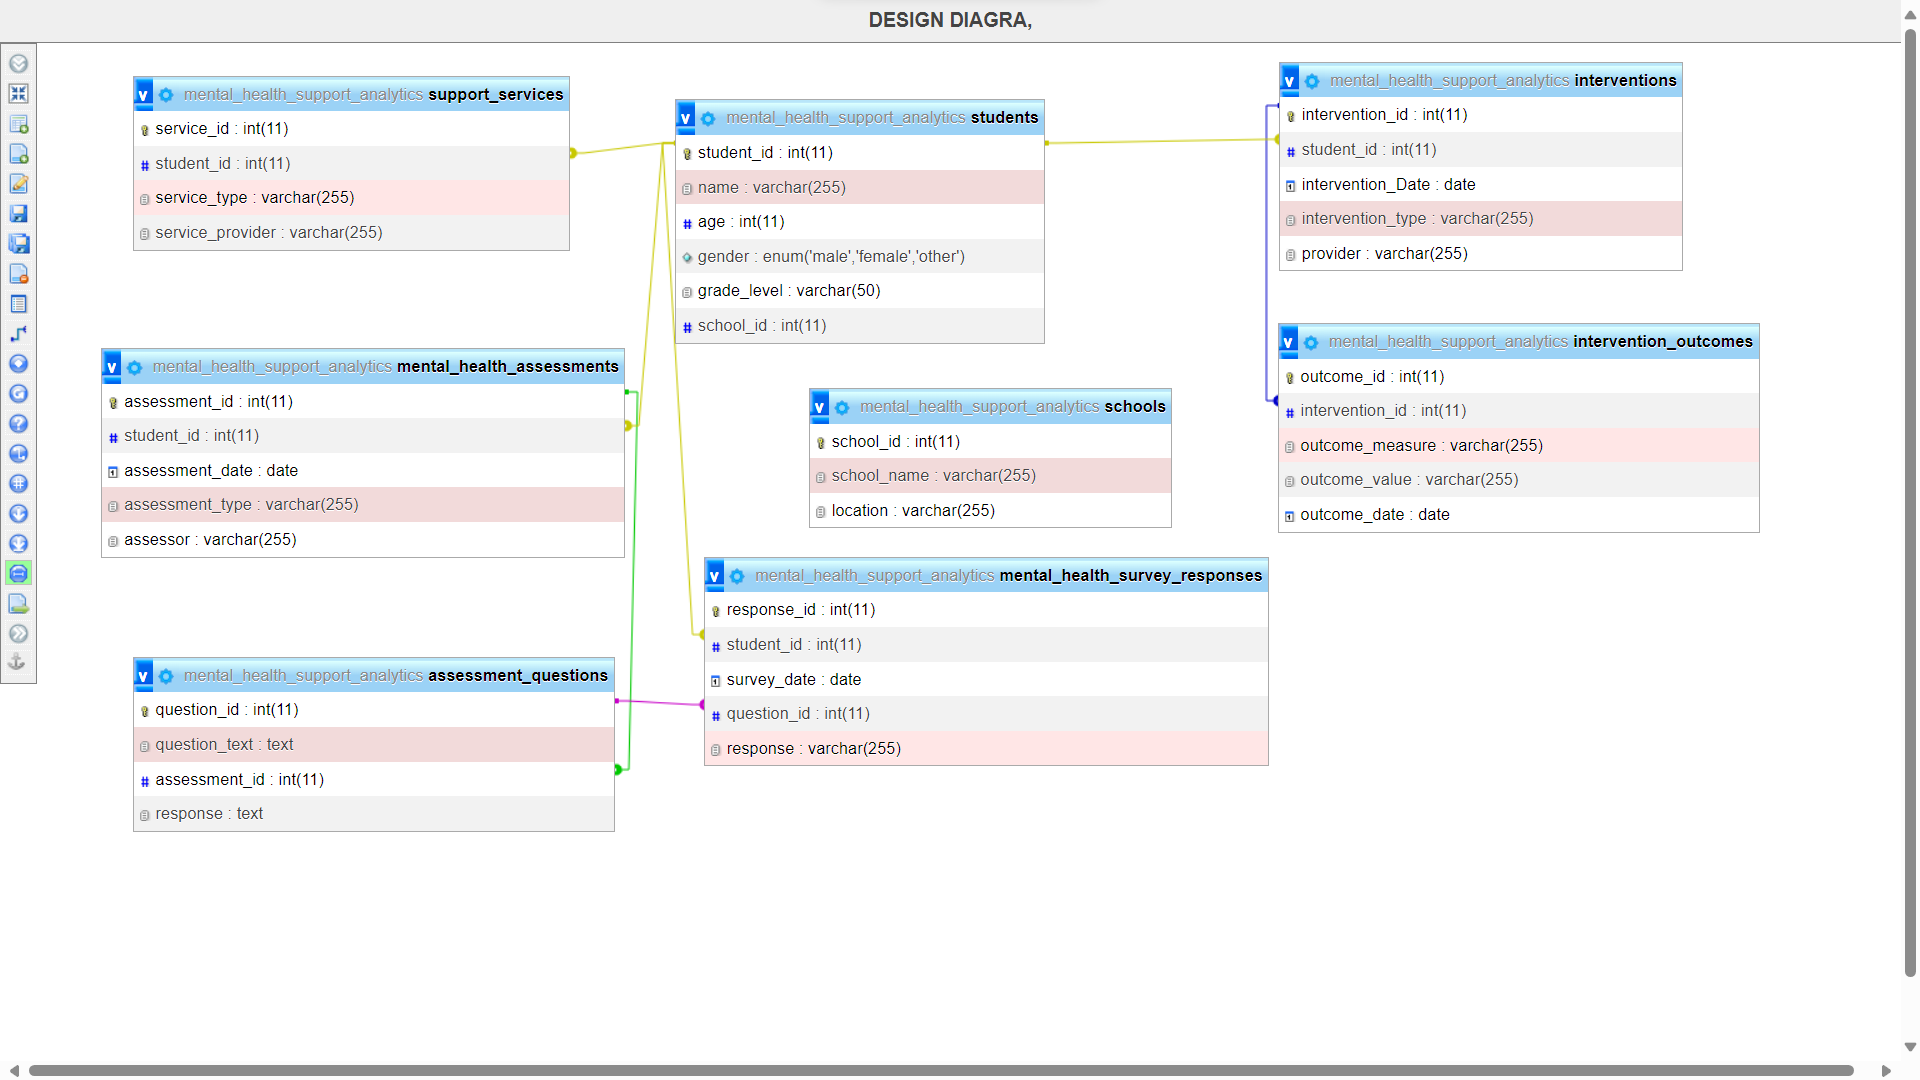 DESIGN DIAGRA,
v mental_health_support_analytics support_services
service_id : int(11)
# student_id : int(11)
service_type : varchar(255)
service_provider : varchar(255)
v mental_health_support_analytics students
student_id : int(11)
name : varchar(255)
# age : int(11)
gender : enum('male','female','other')
grade_level : varchar(50)
# school_id : int(11)
v mental_health_support_analytics interventions
intervention_id : int(11)
# student_id : int(11)
intervention_Date : date
intervention_type : varchar(255)
provider : varchar(255)
v mental_health_support_analytics mental_health_assessments
assessment_id : int(11)
# student_id : int(11)
assessment_date : date
assessment_type : varchar(255)
assessor : varchar(255)
v mental_health_support_analytics schools
school_id : int(11)
school_name : varchar(255)
location : varchar(255)
v mental_health_support_analytics intervention_outcomes
outcome_id : int(11)
# intervention_id : int(11)
outcome_measure : varchar(255)
outcome_value : varchar(255)
outcome_date : date
v mental_health_support_analytics mental_health_survey_responses
response_id : int(11)
# student_id : int(11)
survey_date : date
# question_id : int(11)
response : varchar(255)
v mental_health_support_analytics assessment_questions
question_id : int(11)
question_text : text
# assessment_id : int(11)
response : text